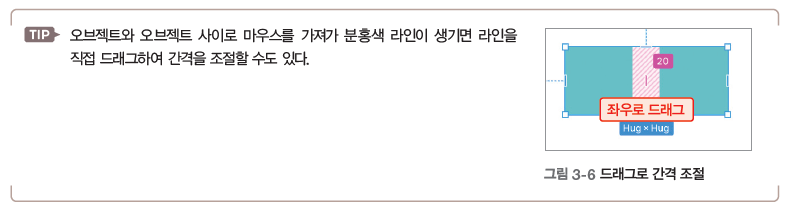 TIP 오브젝트와 오브젝트 사이로 마우스를 가져가 분홍색 라인이 생기면 라인을
직접 드래그하여 간격을 조절할 수도 있다.
20
좌우로 드래그
Hug × Hug
그림 3-6 드래그로 간격 조절